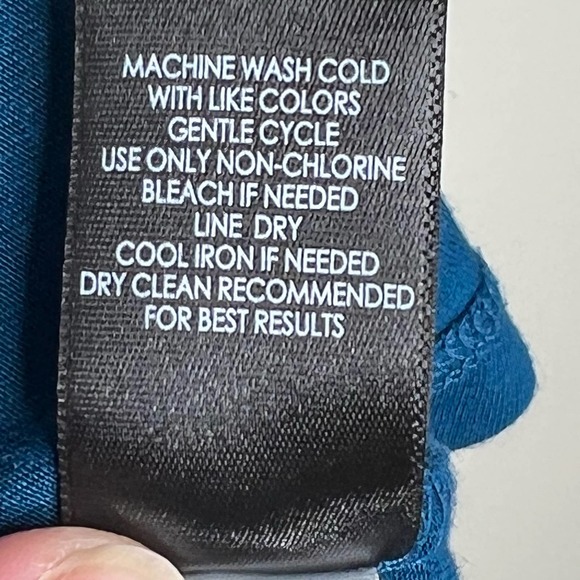 MACHINE WASH COLD
WITH LIKE COLORS
GENTLE CYCLE
USE ONLY NON-CHLORINE
BLEACH IF NEEDED
LINE DRY
COOL IRON IF NEEDED
DRY CLEAN RECOMMENDED
FOR BEST RESULTS